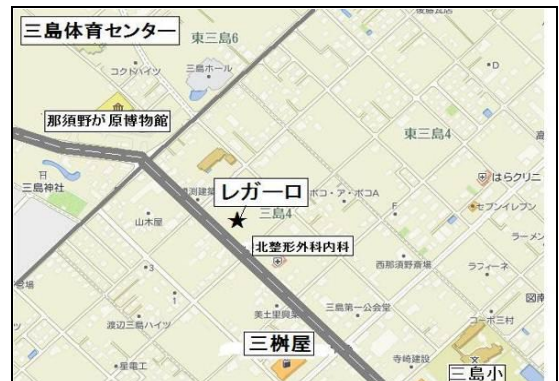 三島体育センター
東三島6
コクドハイツ
三島ホール
D
那須野が原博物館
東三島4
はらクリニ
三島神社
レガーロ
ボコ・ア・ボコA
セブンイレブン
山木屋
三島4
F
ラーメン
北整形外科内科
西那須野斎場
ラフィーネ
3
1
三島第一公会堂
渡辺三島ハイツ
美土里興業
コーポ三村
三桝屋
星電工
寺崎建設
三島小